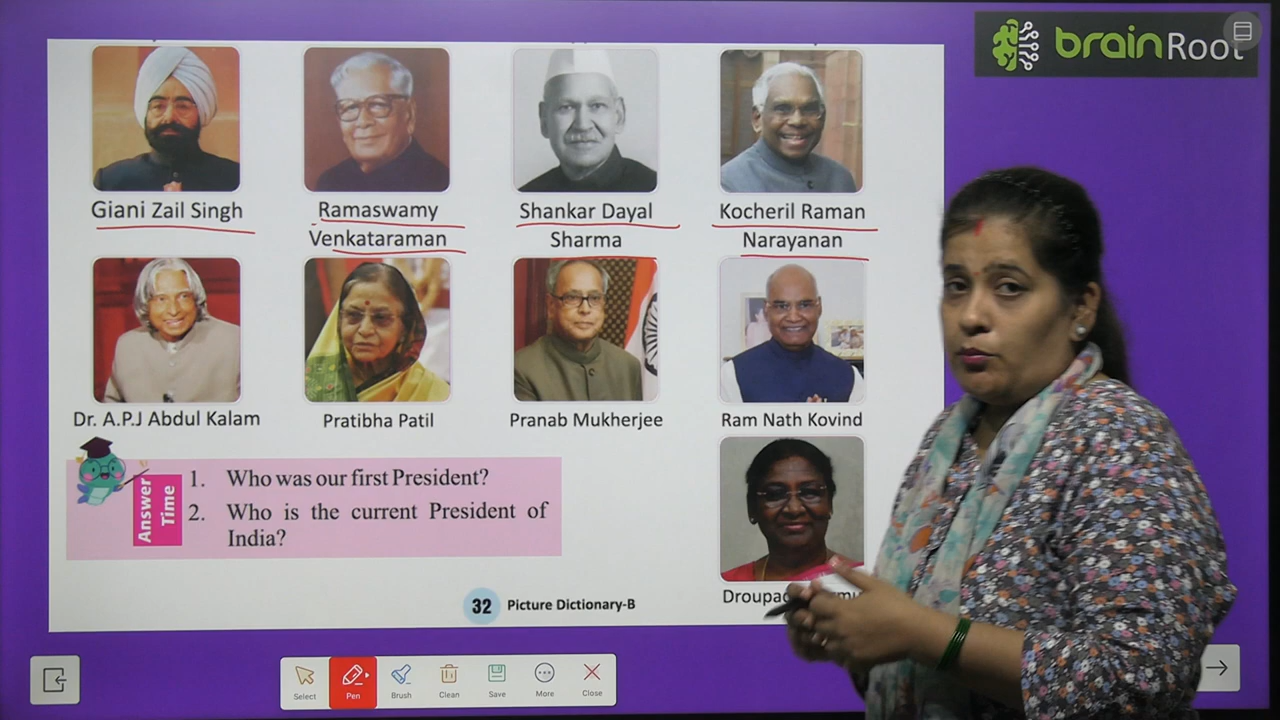 brainRoot
Giani Zail Singh
Ramaswamy
Venkataraman
Shankar Dayal
Sharma
Kocheril Raman
Narayanan
Dr. A.P.J Abdul Kalam
Pratibha Patil
Pranab Mukherjee
Ram Nath Kovind
Answer
Time
1. Who was our first President?
2. Who is the current President of
India?
32 Picture Dictionary-B
Select
Pen
Brush
Clean
Save
More
Close